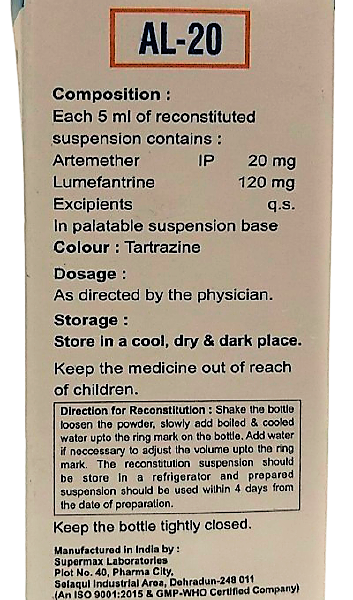 AL-20
Composition :
Each 5 ml of reconstituted
suspension contains :
Artemether IP 20 mg
Lumefantrine 120 mg
Excipients q.s.
In palatable suspension base
Colour : Tartrazine
Dosage :
As directed by the physician.
Storage :
Store in a cool, dry & dark place.
Keep the medicine out of reach
of children.
Direction for Reconstitution : Shake the bottle
loosen the powder, slowly add boiled & cooled
water upto the ring mark on the bottle. Add water
if neccessary to adjust the volume upto the ring
mark. The reconstitution suspension should
be store in a refrigerator and prepared
suspension should be used within 4 days from
the date of preparation.
Keep the bottle tightly closed.
Manufactured in India by :
Supermax Laboratories
Plot No. 40, Pharma City,
Selaqui Industrial Area, Dehradun-248 011
(An ISO 9001:2015 & GMP-WHO Certified Company)